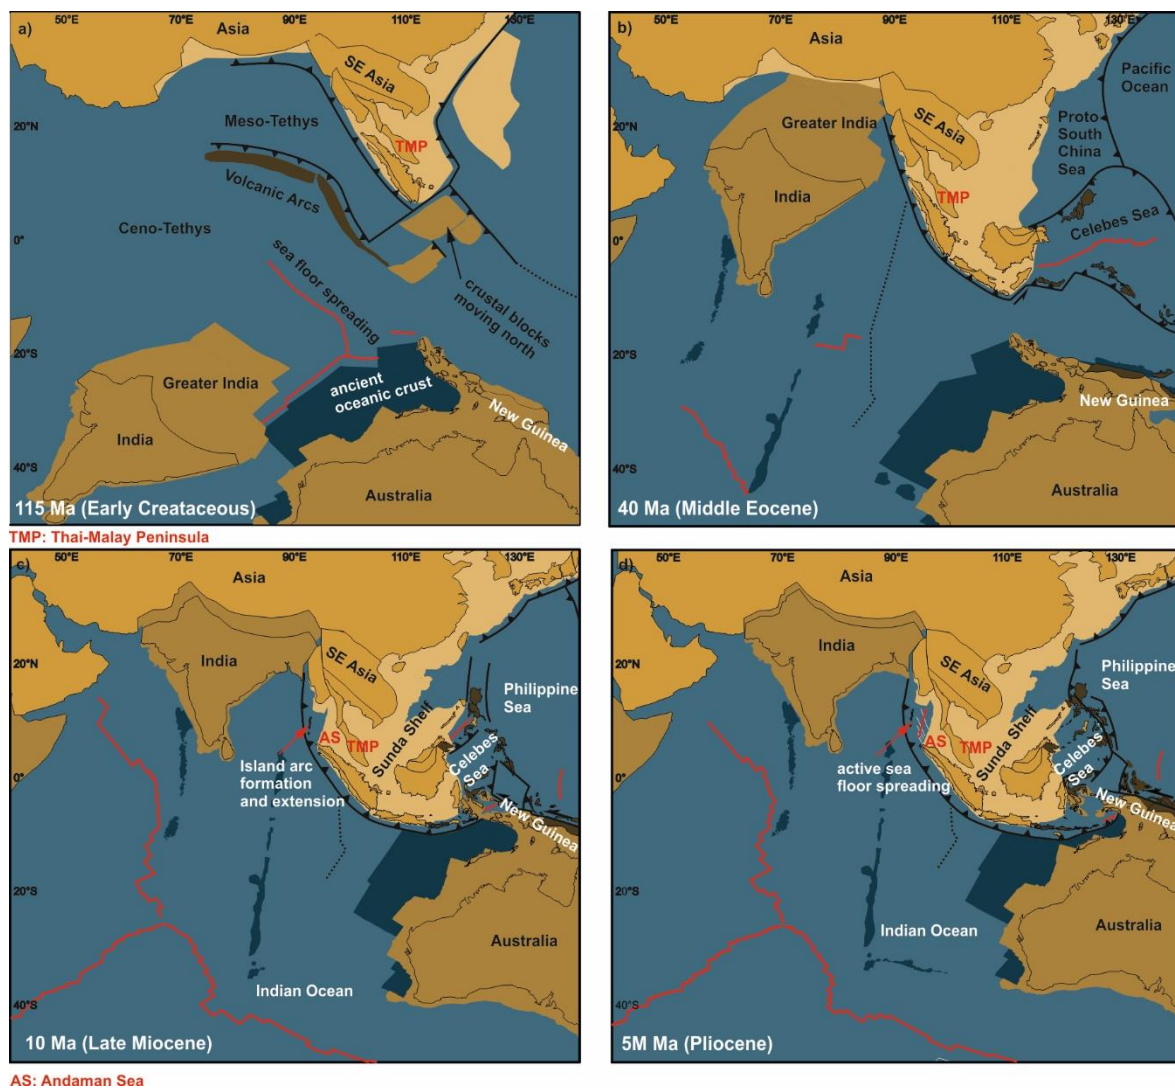 a)
50°E
70°E
90°E
110°E
130°E
Asia
SE Asia
Meso-Tethys
20°N
TMP
Volcanic Arcs
Ceno-Tethys
0°
sea floor spreading
crustal blocks
moving north
20°S
Greater India
ancient
oceanic crust
New Guinea
India
40°S
Australia
115 Ma (Early Creataceous)
TMP: Thai-Malay Peninsula
b)
50°E
70°E
90°E
110°E
130°E
Asia
Pacific
Ocean
Greater India
SE Asia
Proto
South
China
Sea
20°N
India
TMP
Celebes Sea
0°
20°S
New Guinea
40°S
Australia
40 Ma (Middle Eocene)
c)
50°E
70°E
90°E
110°E
130°E
Asia
India
SE Asia
20°N
Philippine
Sea
Sunda Shelf
AS
TMP
Celebes
Sea
0°
Island arc
formation
and extension
New Guinea
20°S
Australia
Indian Ocean
40°S
10 Ma (Late Miocene)
AS: Andaman Sea
d)
50°E
70°E
90°E
110°E
130°E
Asia
India
SE Asia
20°N
Philippine
Sea
Sunda Shelf
AS
TMP
Celebes
Sea
0°
active sea
floor spreading
New Guinea
20°S
Australia
Indian Ocean
40°S
5M Ma (Pliocene)